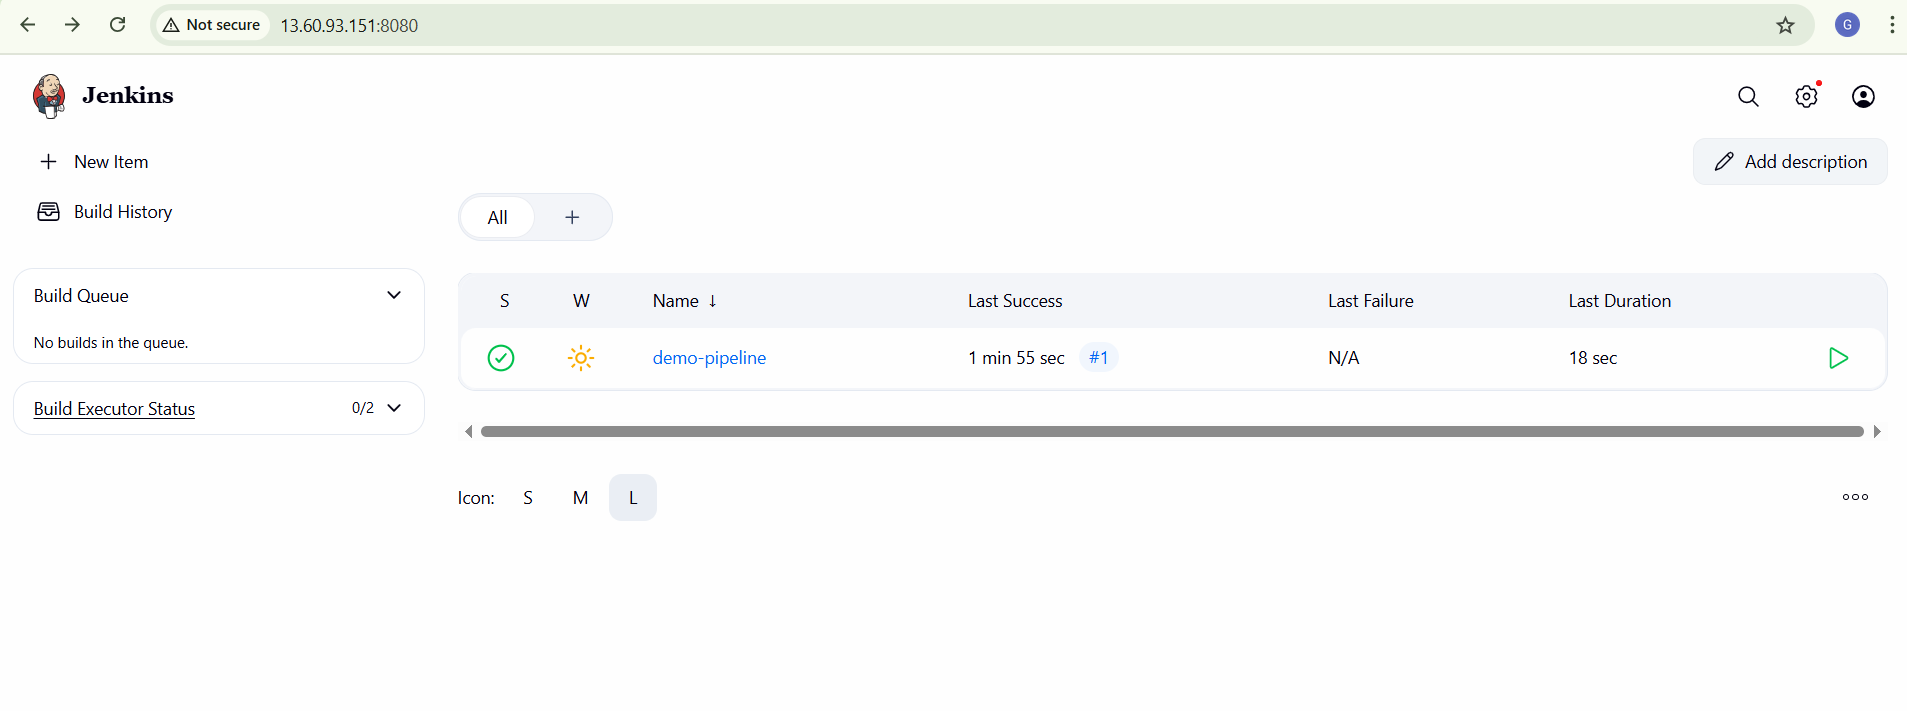 Not secure 13.60.93.151:8080
G
Jenkins
New Item
Add description
Build History
All +
Build Queue
No builds in the queue.
Build Executor Status 0/2
S W Name ↓ Last Success Last Failure Last Duration
demo-pipeline 1 min 55 sec #1 N/A 18 sec
Icon: S M L